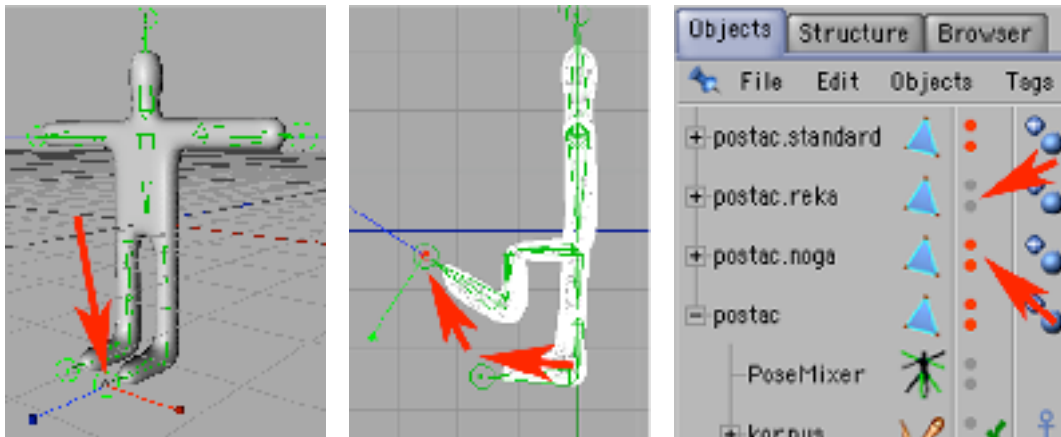 Objects Structure Browser
File Edit Objects Tags
postac.standard
postac.reka
postac.noga
postac
PoseMixer
korpus